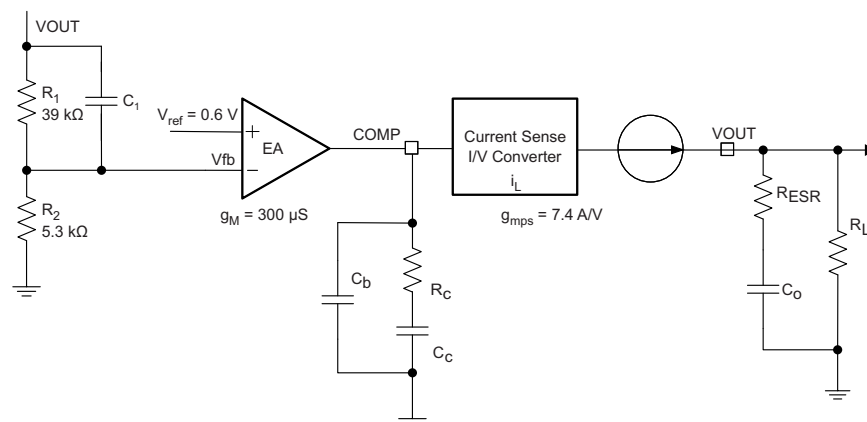 VOUT
R1
39 kΩ
C1
Vref = 0.6 V
+
EA
Vfb
−
gM = 300 µS
R2
5.3 kΩ
COMP
Current Sense
I/V Converter
iL
gmps = 7.4 A/V
VOUT
RESR
RL
Cb
Rc
Cc
Co